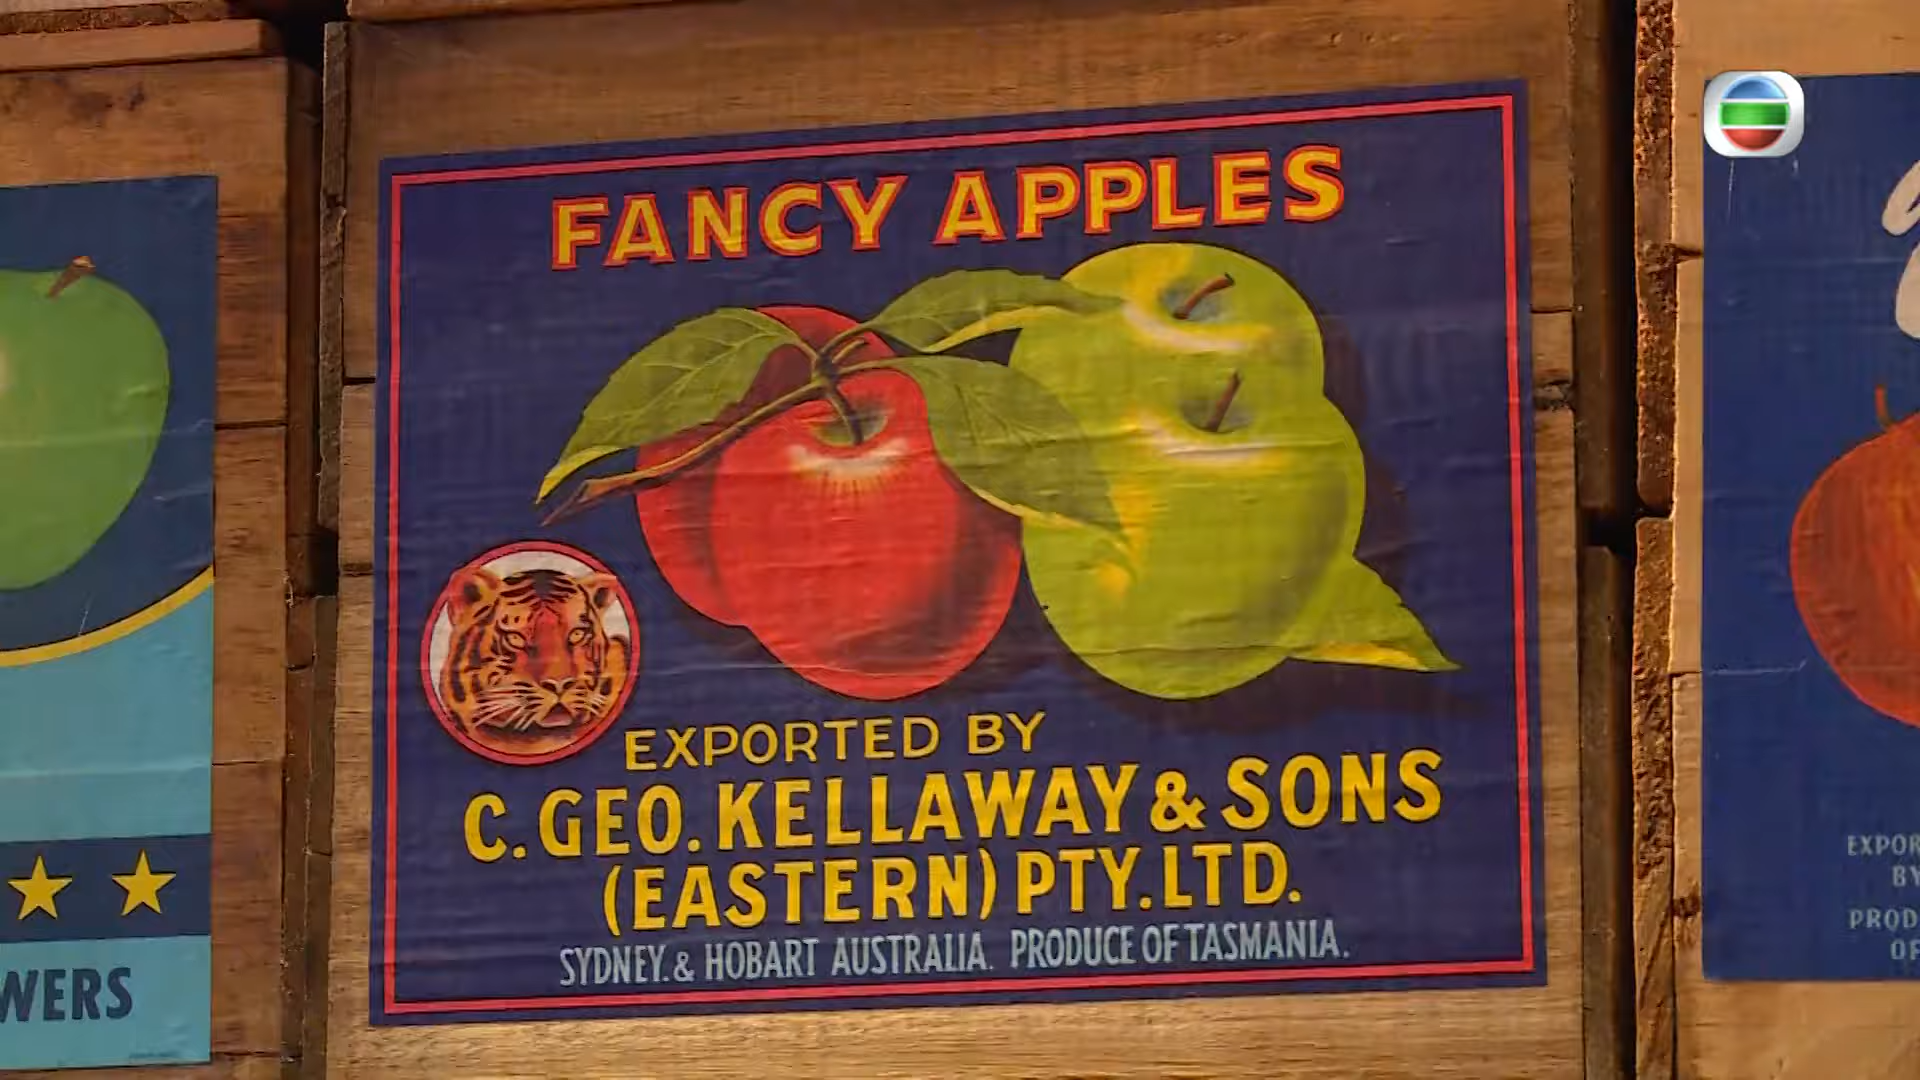 FANCY APPLES
EXPORTED BY
C. GEO. KELLAWAY & SONS
(EASTERN) PTY. LTD.
SYDNEY. & HOBART AUSTRALIA. PRODUCE OF TASMANIA.
WERS
EXPOR
BY
PROD
OF